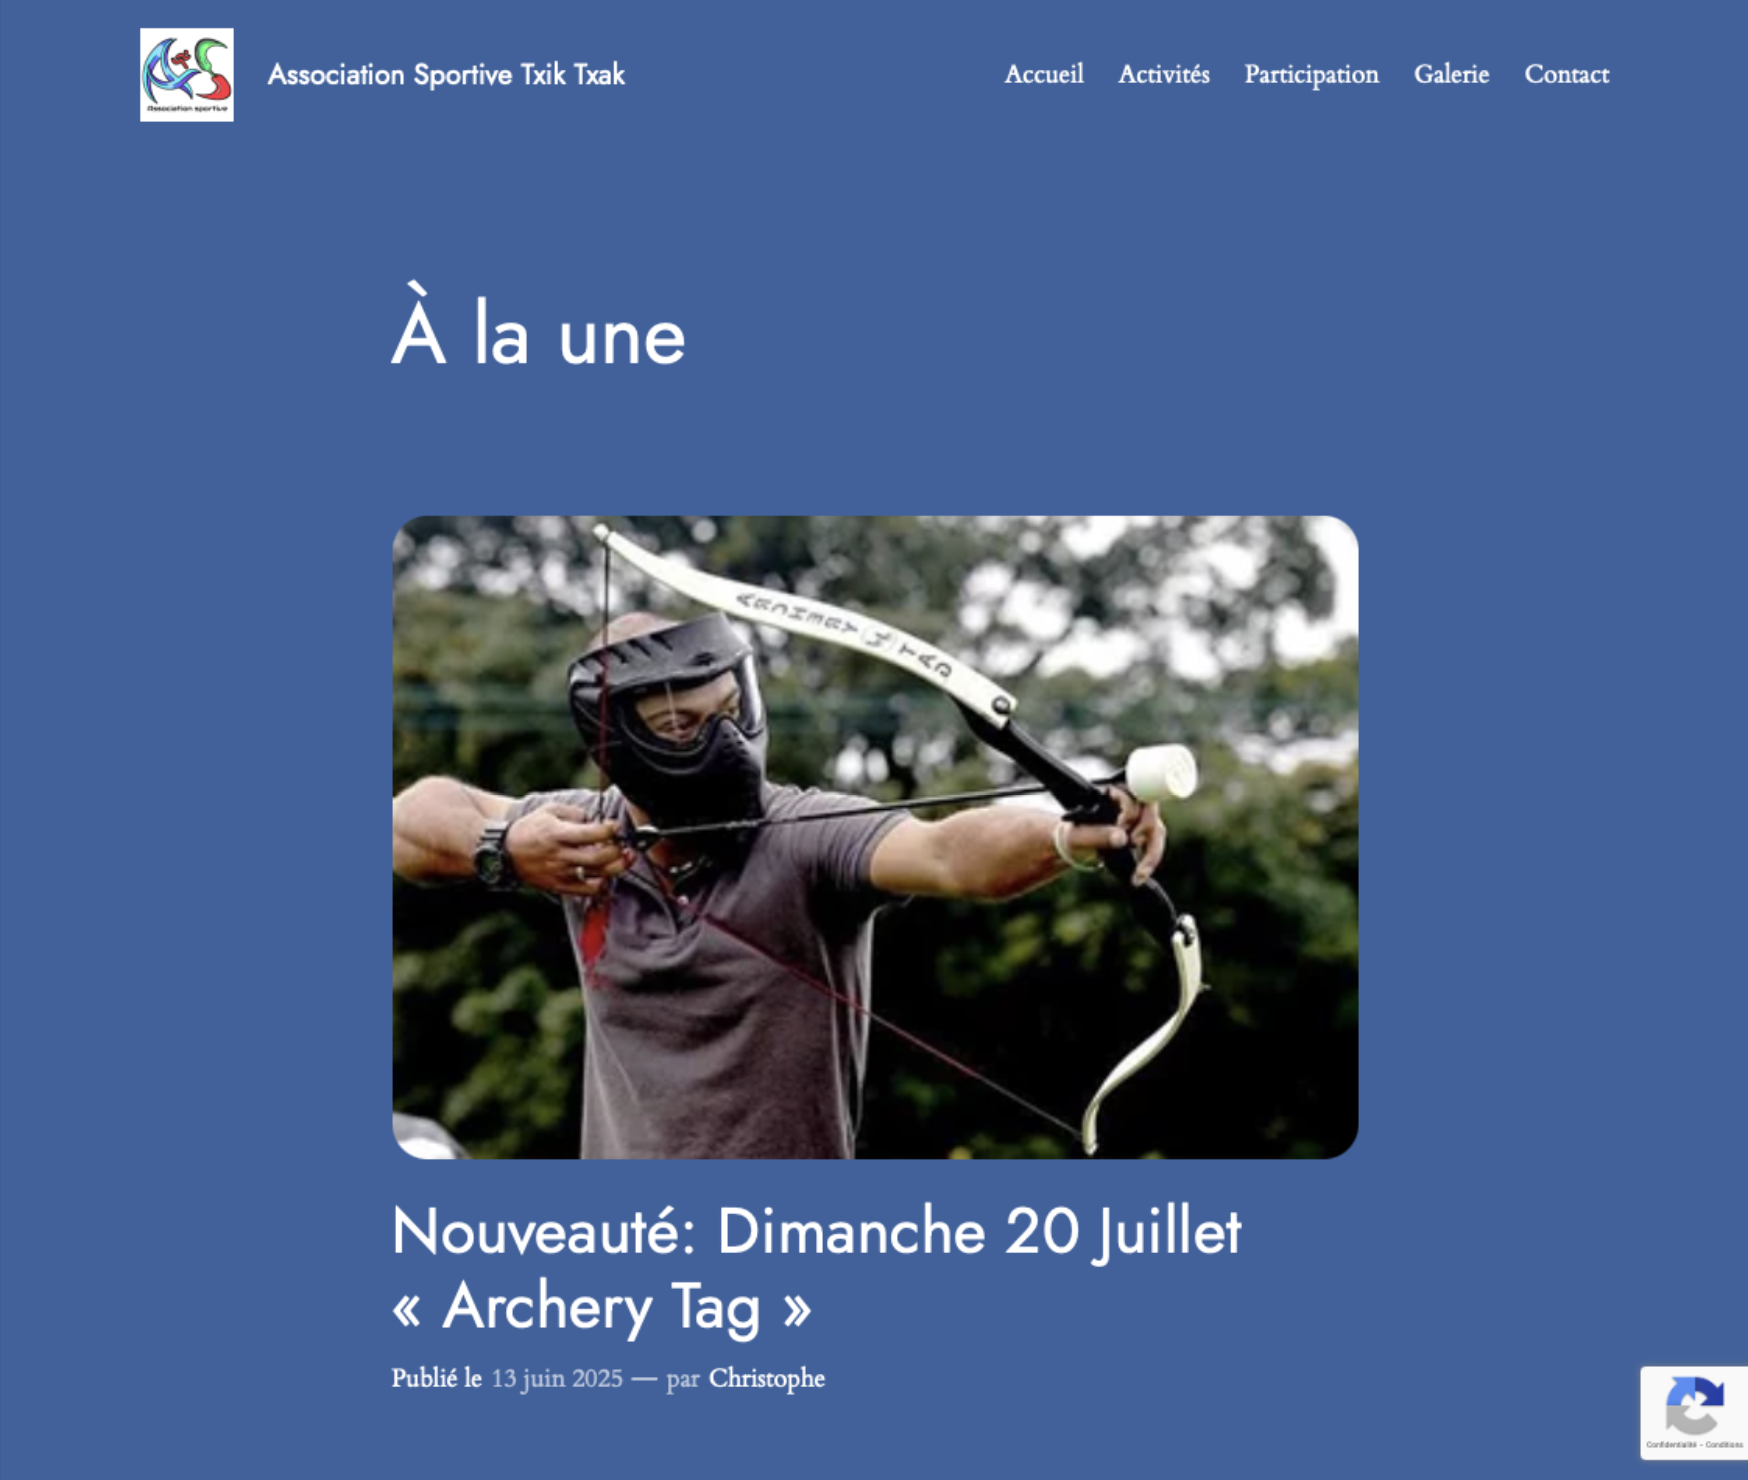 Association sportive
Association Sportive Txik Txak
Accueil Activités Participation Galerie Contact
À la une
ARCHERY TAG
Nouveauté: Dimanche 20 Juillet
« Archery Tag »
Publié le 13 juin 2025 — par Christophe
Confidentialité - Conditions